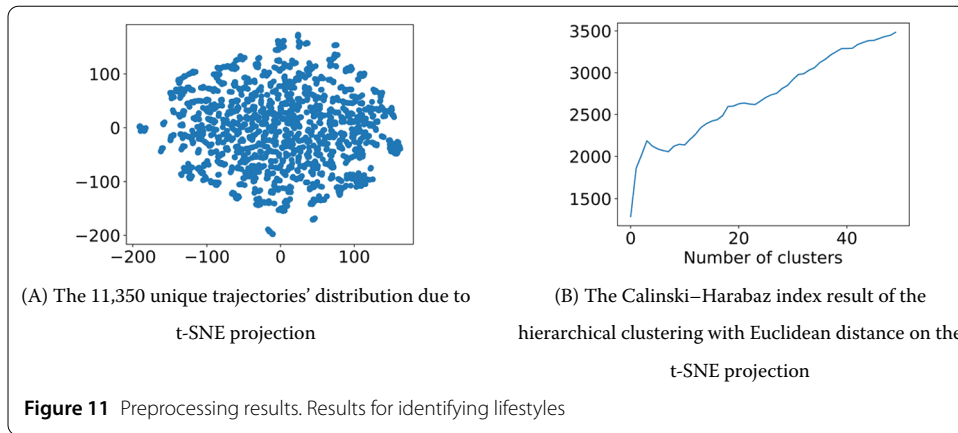 100
0
−100
−200
−200 −100 0 100
3500
3000
2500
2000
1500
0 20 40
Number of clusters
(A) The 11,350 unique trajectories’ distribution due to
t-SNE projection
(B) The Calinski–Harabaz index result of the
hierarchical clustering with Euclidean distance on the
t-SNE projection
Figure 11 Preprocessing results. Results for identifying lifestyles